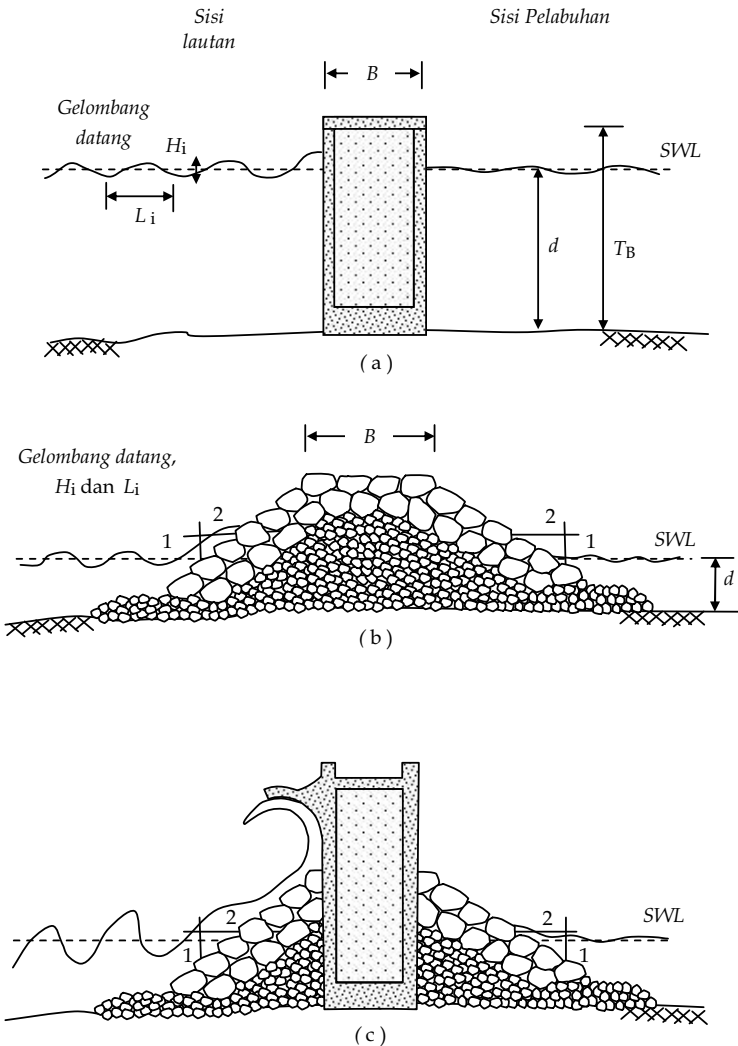 Sisi
lautan
Sisi Pelabuhan
B
Gelombang
datang
Hi
SWL
Li
d
TB
( a )
B
Gelombang datang,
Hi dan Li
2
1
2
1
SWL
d
( b )
2
1
2
1
SWL
( c )